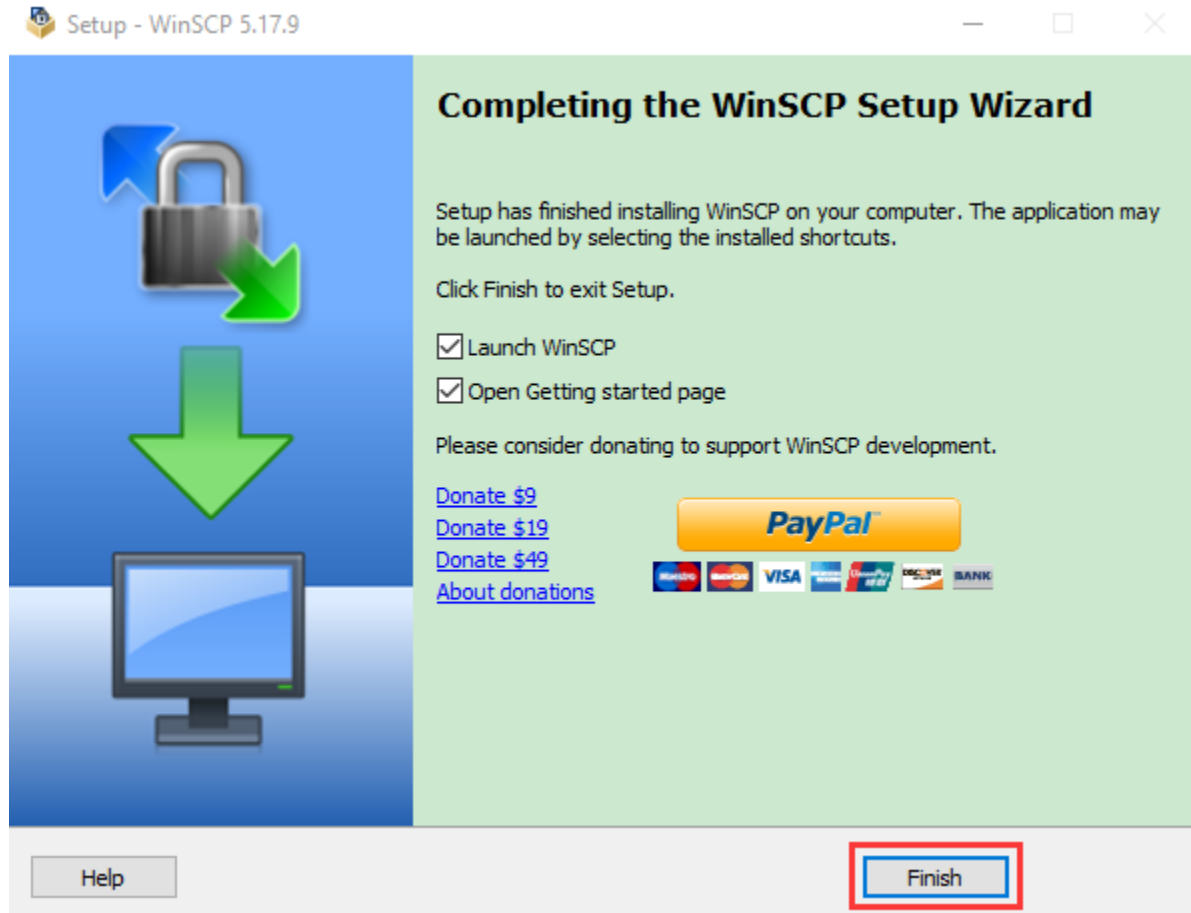 Setup - WinSCP 5.17.9
Completing the WinSCP Setup Wizard
Setup has finished installing WinSCP on your computer. The application may
be launched by selecting the installed shortcuts.
Click Finish to exit Setup.
Launch WinSCP
Open Getting started page
Please consider donating to support WinSCP development.
Donate $9
Donate $19
Donate $49
About donations
PayPal
Maestro MasterCard VISA DISCOVER BANK
Help
Finish